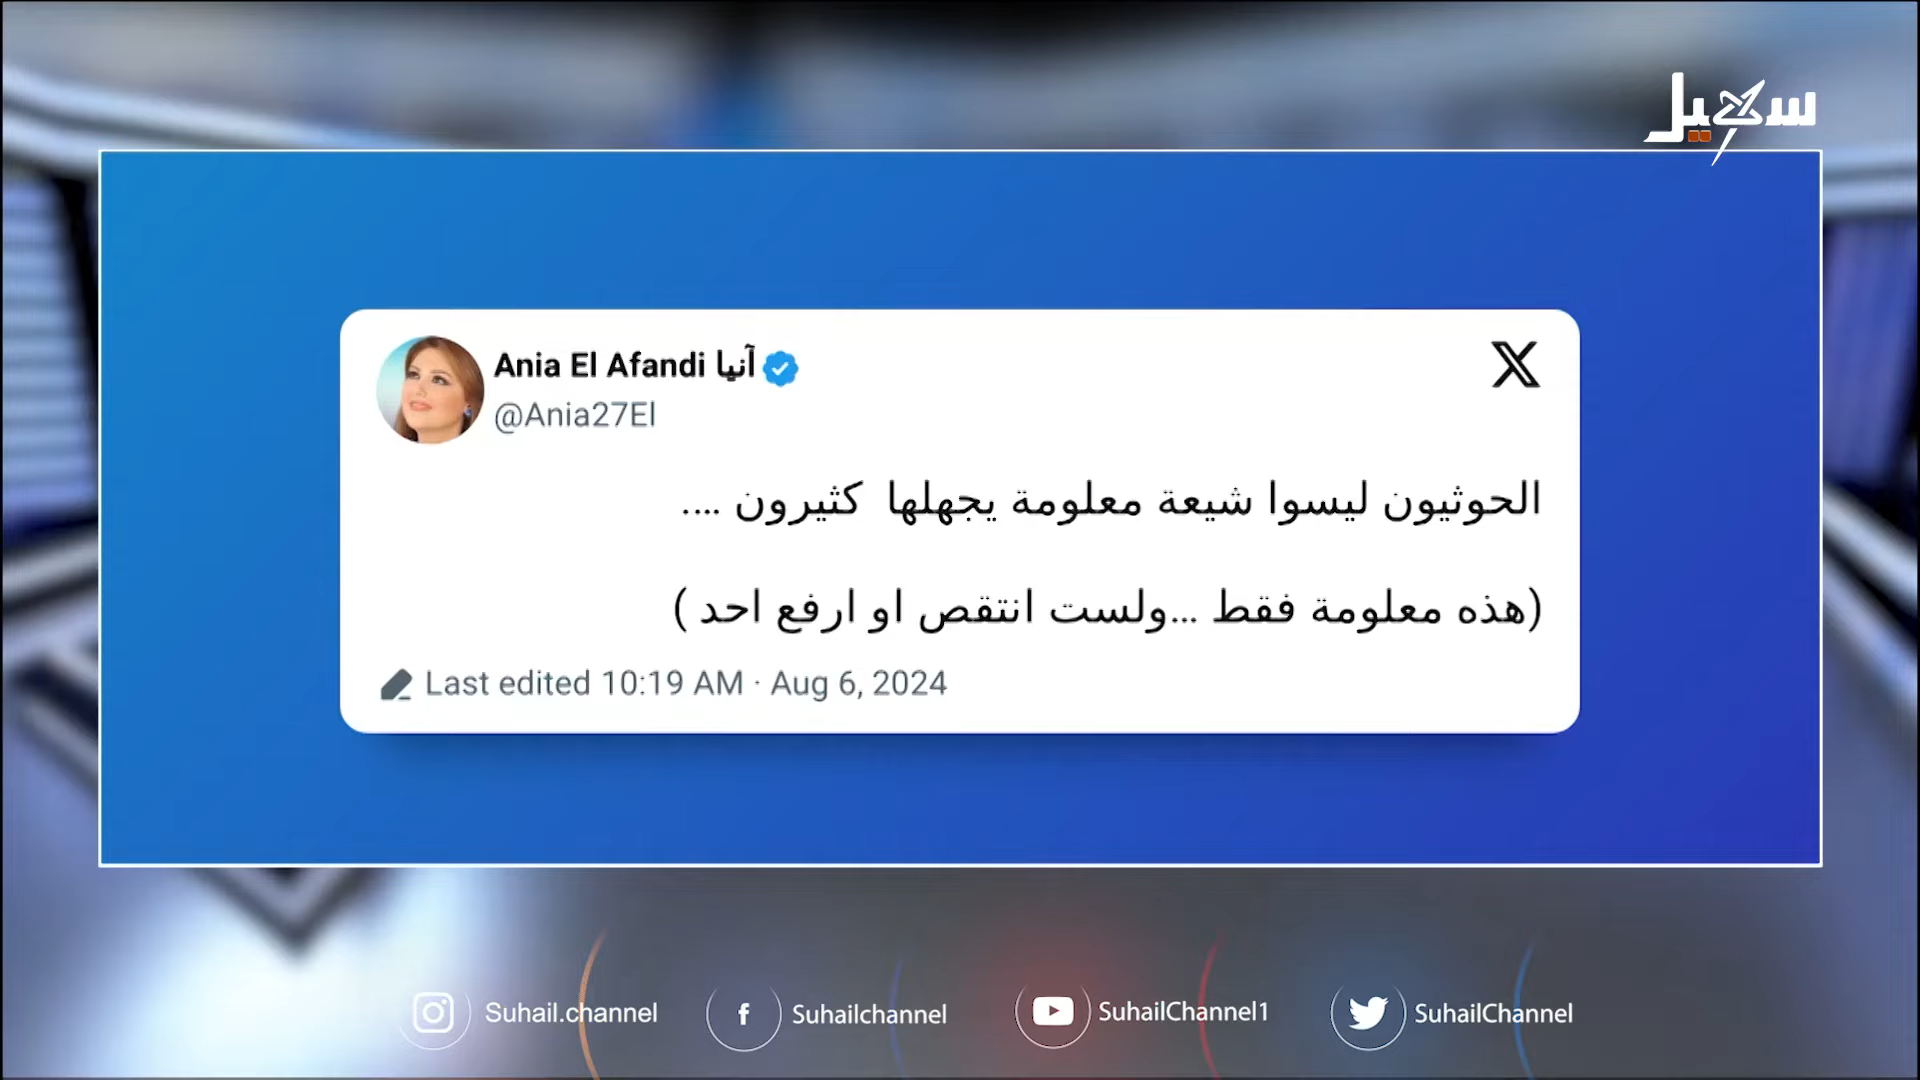 سهيل
Ania El Afandi آنيا
@Ania27El
الحوثيون ليسوا شيعة معلومة يجهلها كثيرون ....
(هذه معلومة فقط ...ولست انتقص او ارفع احد )
Last edited 10:19 AM · Aug 6, 2024
Suhail.channel
Suhailchannel
SuhailChannel1
SuhailChannel